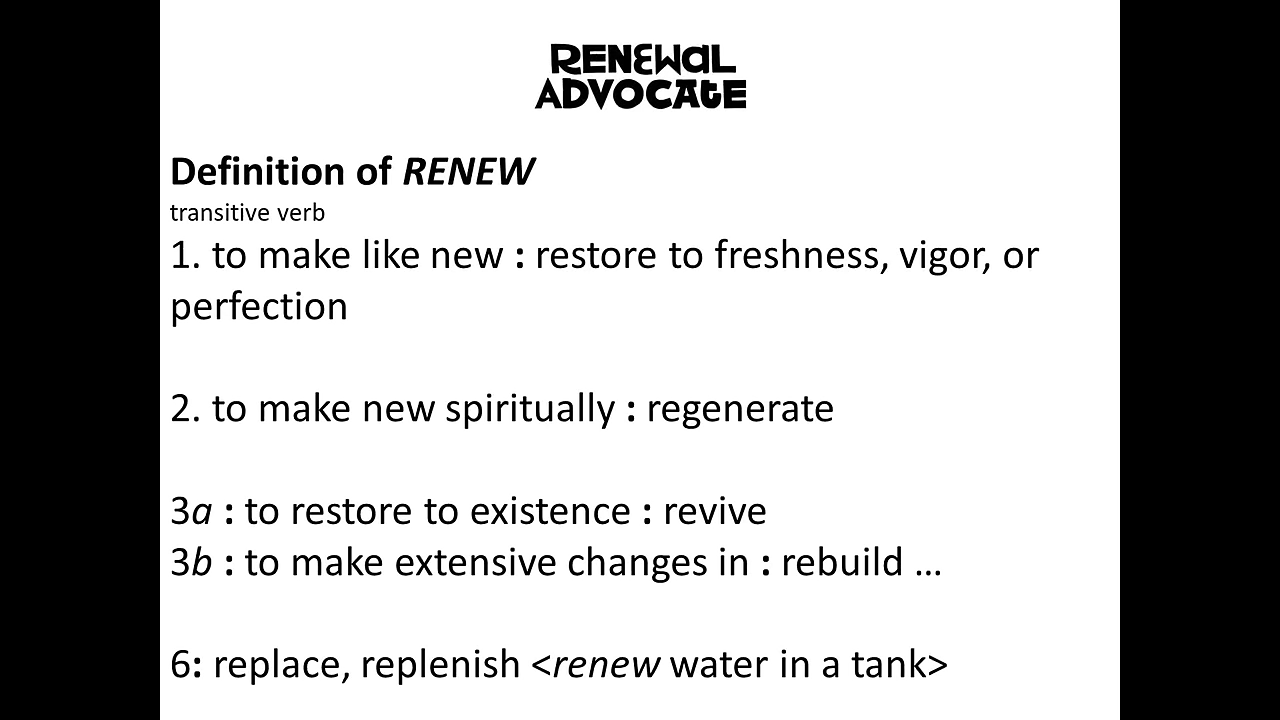 RENEWAL
ADVOCATE
Definition of RENEW
transitive verb
1. to make like new : restore to freshness, vigor, or
perfection
2. to make new spiritually : regenerate
3a : to restore to existence : revive
3b : to make extensive changes in : rebuild …
6: replace, replenish <renew water in a tank>